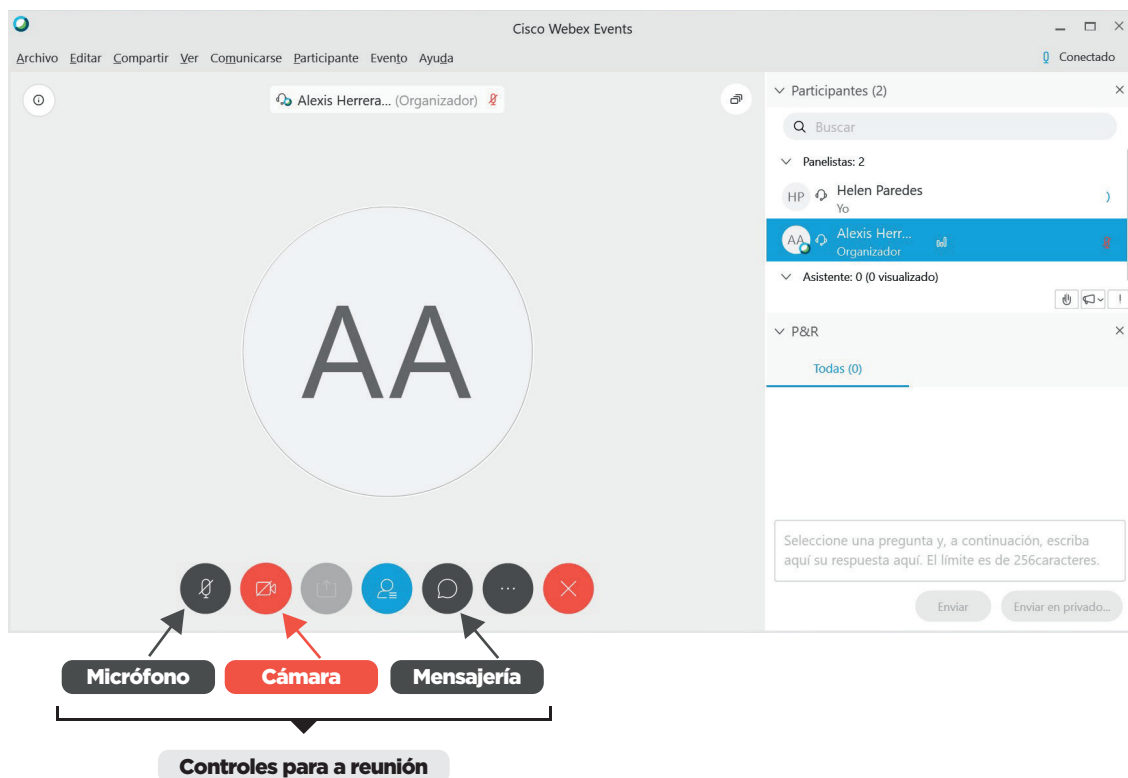 Cisco Webex Events
Archivo Editar Compartir Ver Comunicarse Participante Evento Ayuda
Conectado
Alexis Herrera... (Organizador)
Participantes (2)
Buscar
Panelistas: 2
HP
Helen Paredes
Yo
AA
Alexis Herr...
Organizador
Asistente: 0 (0 visualizado)
P&R
Todas (0)
AA
Seleccione una pregunta y, a continuación, escriba
aquí su respuesta aquí. El límite es de 256caracteres.
Enviar
Enviar en privado...
Micrófono
Cámara
Mensajería
Controles para a reunión